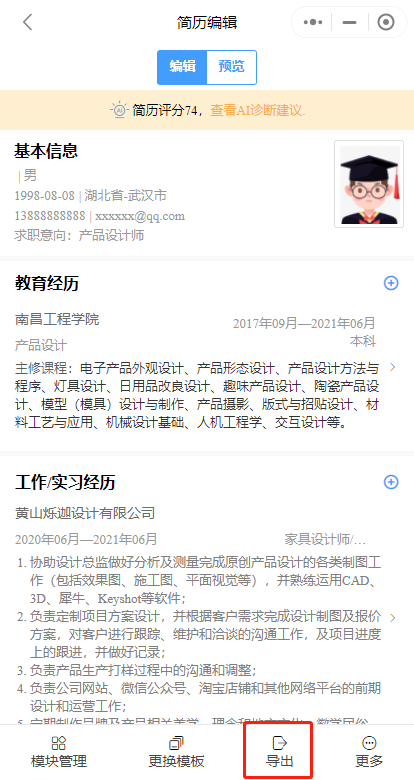 简历编辑
编辑 预览
AI 简历评分74，查看AI诊断建议.
基本信息
| 男
1998-08-08 | 湖北省-武汉市
13888888888 | xxxxxx@qq.com
求职意向：产品设计师
教育经历
南昌工程学院 2017年09月—2021年06月
产品设计 本科
主修课程：电子产品外观设计、产品形态设计、产品设计方法与
程序、灯具设计、日用品改良设计、趣味产品设计、陶瓷产品设
计、模型（模具）设计与制作、产品摄影、版式与招贴设计、材
料工艺与应用、机械设计基础、人机工程学、交互设计等。
工作/实习经历
黄山烁迦设计有限公司
2020年06月—2021年06月 家具设计师/...
1. 协助设计总监做好分析及测量完成原创产品设计的各类制图工
作（包括效果图、施工图、平面视觉等），并熟练运用CAD、
3D、犀牛、Keyshot等软件；
2. 负责定制项目方案设计，并根据客户需求完成设计制图及报价
方案，对客户进行跟踪、维护和洽谈的沟通工作，及项目进度
上的跟进，并做好记录；
3. 负责产品生产打样过程中的沟通和调整；
4. 负责公司网站、微信公众号、淘宝店铺和其他网络平台的前期
设计和运营工作；
模块管理 更换模板 导出 更多